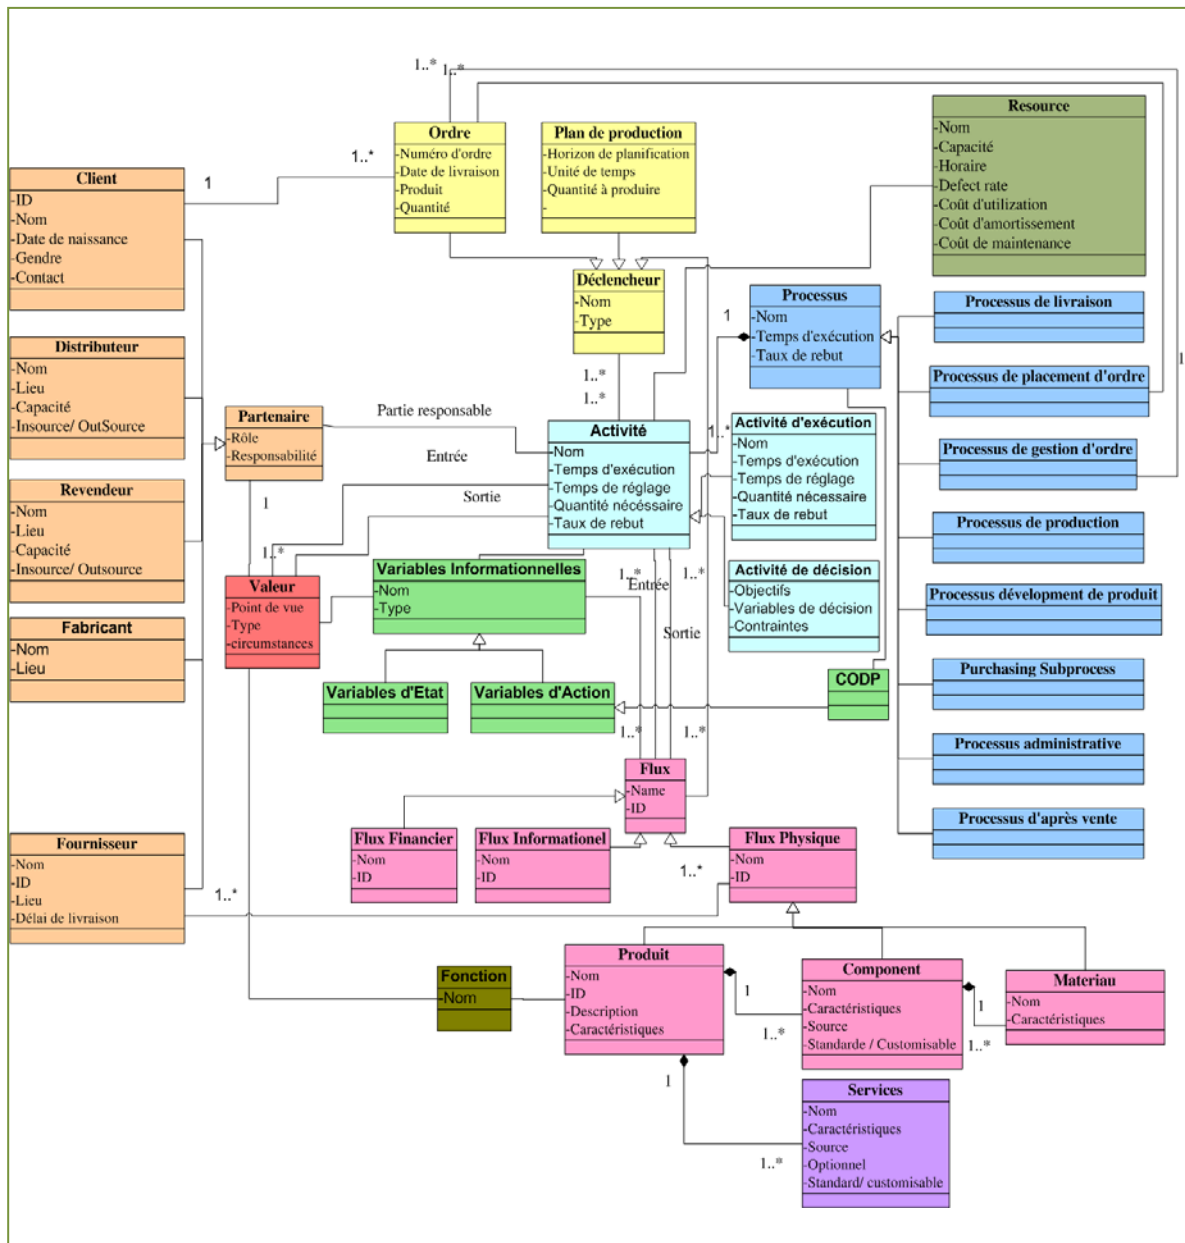 1..*
1..*
Ordre
-Numéro d'ordre
-Date de livraison
-Produit
-Quantité
Plan de production
-Horizon de planification
-Unité de temps
-Quantité à produire
-
Resource
-Nom
-Capacité
-Horaire
-Defect rate
-Coût d'utilization
-Coût d'amortissement
-Coût de maintenance
1
1..*
Client
-ID
-Nom
-Date de naissance
-Gendre
-Contact
Déclencheur
-Nom
-Type
Processus
-Nom
-Temps d'exécution
-Taux de rebut
1
Processus de livraison
Processus de placement d'ordre
1
Processus de gestion d'ordre
Processus de production
Processus dévelopment de produit
Purchasing Subprocess
Processus administrative
Processus d'après vente
Distributeur
-Nom
-Lieu
-Capacité
-Insource/ OutSource
Revendeur
-Nom
-Lieu
-Capacité
-Insource/ Outsource
Fabricant
-Nom
-Lieu
Partenaire
-Rôle
-Responsabilité
Partie responsable
Entrée
Sortie
1..*
1..*
Activité
-Nom
-Temps d'exécution
-Temps de réglage
-Quantité nécéssaire
-Taux de rebut
1..*
Activité d'exécution
-Nom
-Temps d'exécution
-Temps de réglage
-Quantité nécessaire
-Taux de rebut
Activité de décision
-Objectifs
-Variables de décision
-Contraintes
1
1..*
Valeur
-Point de vue
-Type
-circumstances
Variables Informationnelles
-Nom
-Type
1..*
Entrée
1..*
Sortie
Variables d'Etat
Variables d'Action
CODP
1..*
1..*
Flux
-Name
-ID
Flux Financier
-Nom
-ID
Flux Informationel
-Nom
-ID
Flux Physique
-Nom
-ID
1..*
Fournisseur
-Nom
-ID
-Lieu
-Délai de livraison
1..*
Fonction
-Nom
Produit
-Nom
-ID
-Description
-Caractéristiques
1
1..*
Component
-Nom
-Caractéristiques
-Source
-Standarde / Customisable
1
1..*
Materiau
-Nom
-Caractéristiques
1
1..*
Services
-Nom
-Caractéristiques
-Source
-Optionnel
-Standard/ customisable